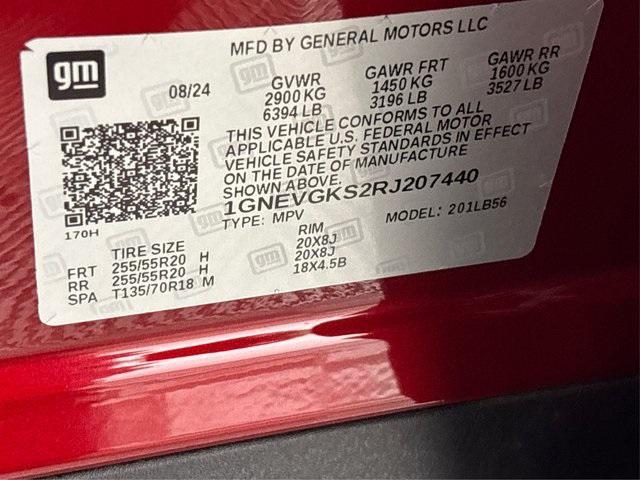 gm
MFD BY GENERAL MOTORS LLC
08/24
GVWR
2900 KG
6394 LB
GAWR FRT
1450 KG
3196 LB
GAWR RR
1600 KG
3527 LB
THIS VEHICLE CONFORMS TO ALL
APPLICABLE U.S. FEDERAL MOTOR
VEHICLE SAFETY STANDARDS IN EFFECT
ON THE DATE OF MANUFACTURE
SHOWN ABOVE.
1GNEVGKS2RJ207440
TYPE: MPV
MODEL: 201LB56
170H
TIRE SIZE RIM
FRT 255/55R20 H 20X8J
RR 255/55R20 H 20X8J
SPA T135/70R18 M 18X4.5B